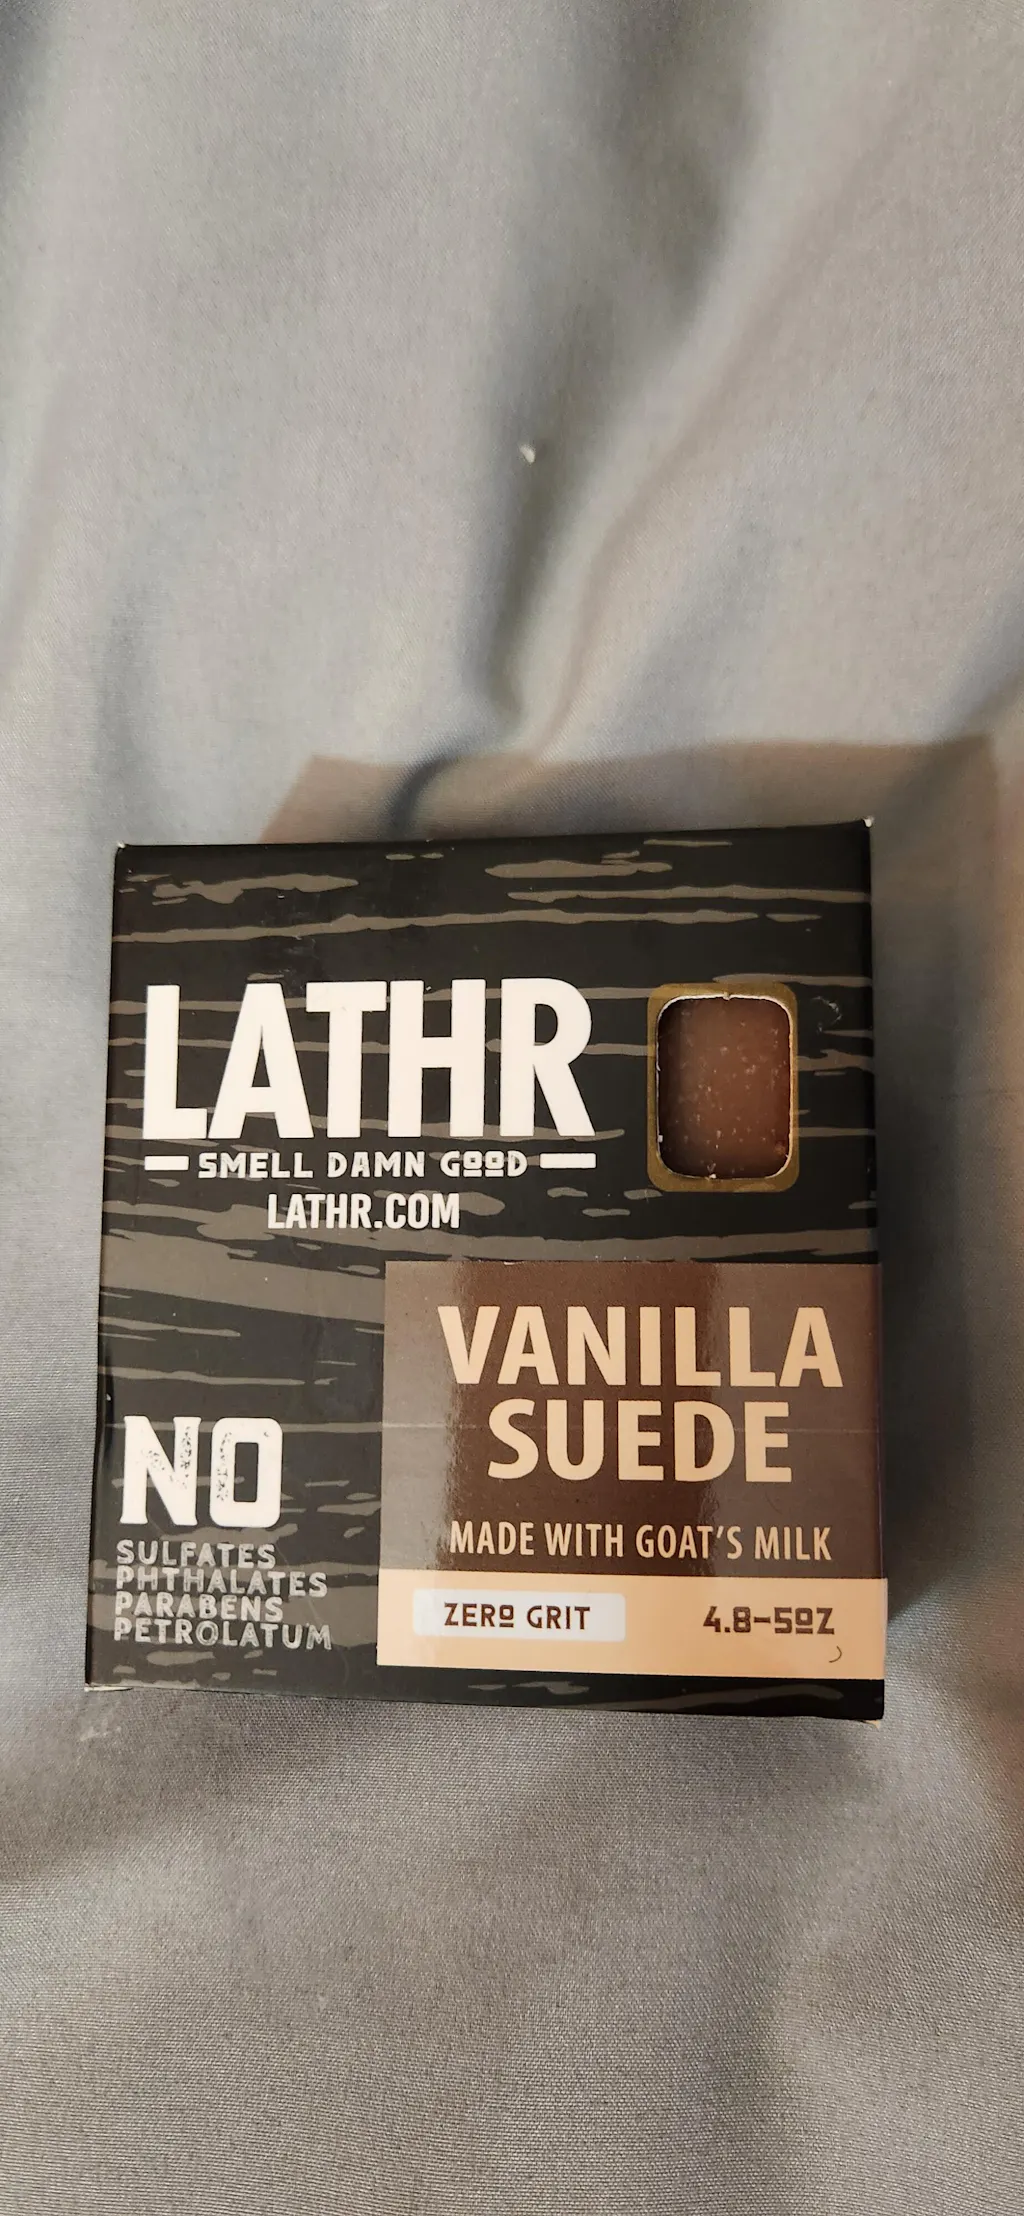 LATHR
SMELL DAMN GOOD
LATHR.COM
VANILLA
SUEDE
MADE WITH GOAT'S MILK
ZERO GRIT
4.8-5OZ
NO
SULFATES
PHTHALATES
PARABENS
PETROLATUM